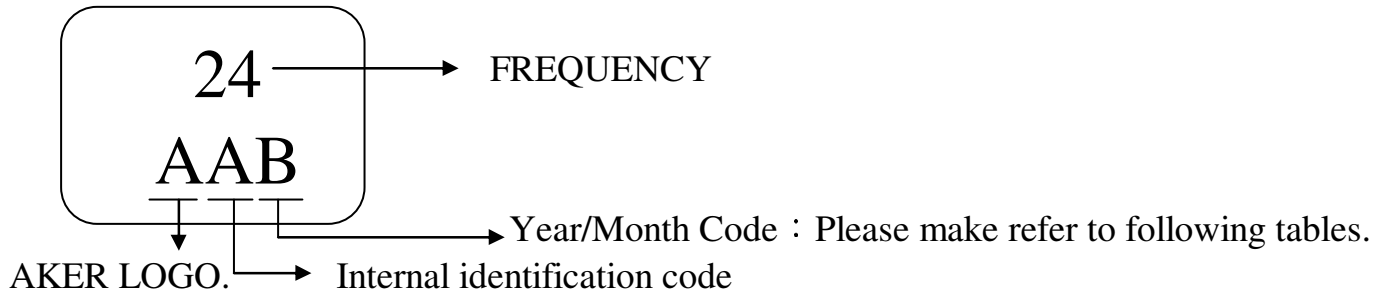 24 FREQUENCY
AAB
Year/Month Code：Please make refer to following tables.
AKER LOGO. Internal identification code